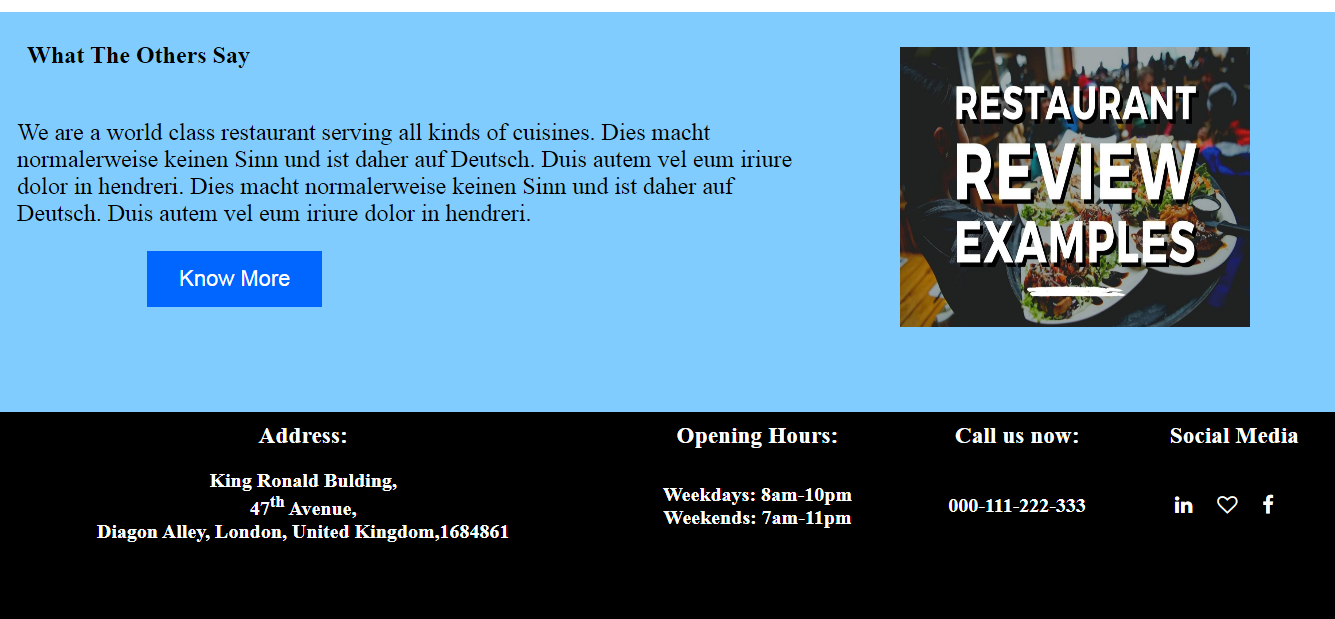 What The Others Say
We are a world class restaurant serving all kinds of cuisines. Dies macht
normalerweise keinen Sinn und ist daher auf Deutsch. Duis autem vel eum iriure
dolor in hendreri. Dies macht normalerweise keinen Sinn und ist daher auf
Deutsch. Duis autem vel eum iriure dolor in hendreri.
Know More
RESTAURANT
REVIEW
EXAMPLES
Address:
King Ronald Bulding,
47th Avenue,
Diagon Alley, London, United Kingdom,1684861
Opening Hours:
Weekdays: 8am-10pm
Weekends: 7am-11pm
Call us now:
000-111-222-333
Social Media
in
f